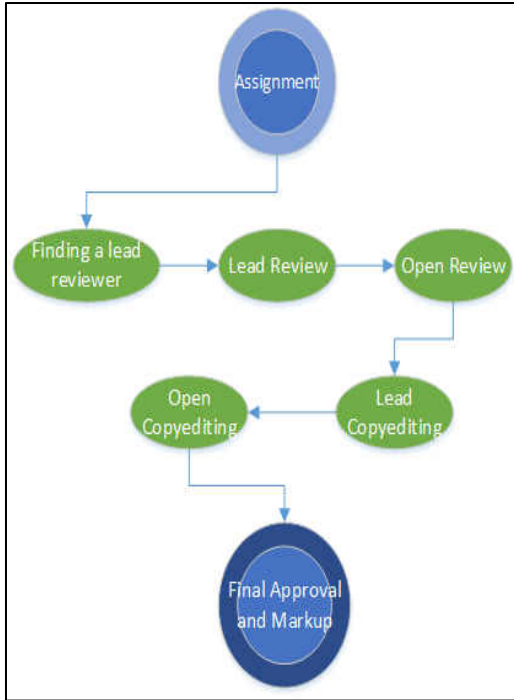 Assignment
Finding a lead
reviewer
Lead Review
Open Review
Lead
Copyediting
Open
Copyediting
Final Approval
and Markup